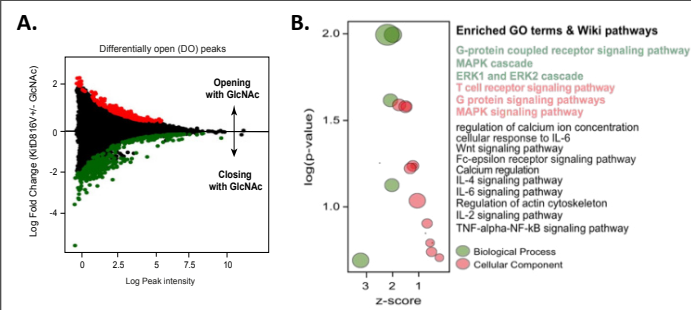 A.
Differentially open (DO) peaks
Log Fold Change (KitD816V+/- GlcNAc)
2
0
-2
-4
Opening
with GlcNAc
Closing
with GlcNAc
0
2.5
5
7.5
10
Log Peak intensity
B.
log(p-value)
2.0
1.5
1.0
3
2
1
z-score
Enriched GO terms & Wiki pathways
G-protein coupled receptor signaling pathway
MAPK cascade
ERK1 and ERK2 cascade
T cell receptor signaling pathway
G protein signaling pathways
MAPK signaling pathway
regulation of calcium ion concentration
cellular response to IL-6
Wnt signaling pathway
Fc-epsilon receptor signaling pathway
Calcium regulation
IL-4 signaling pathway
IL-6 signaling pathway
Regulation of actin cytoskeleton
IL-2 signaling pathway
TNF-alpha-NF-kB signaling pathway
Biological Process
Cellular Component